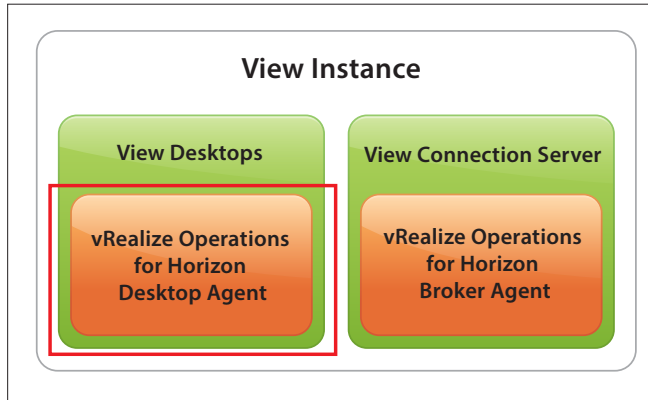 View Instance
View Desktops
vRealize Operations
for Horizon
Desktop Agent
View Connection Server
vRealize Operations
for Horizon
Broker Agent